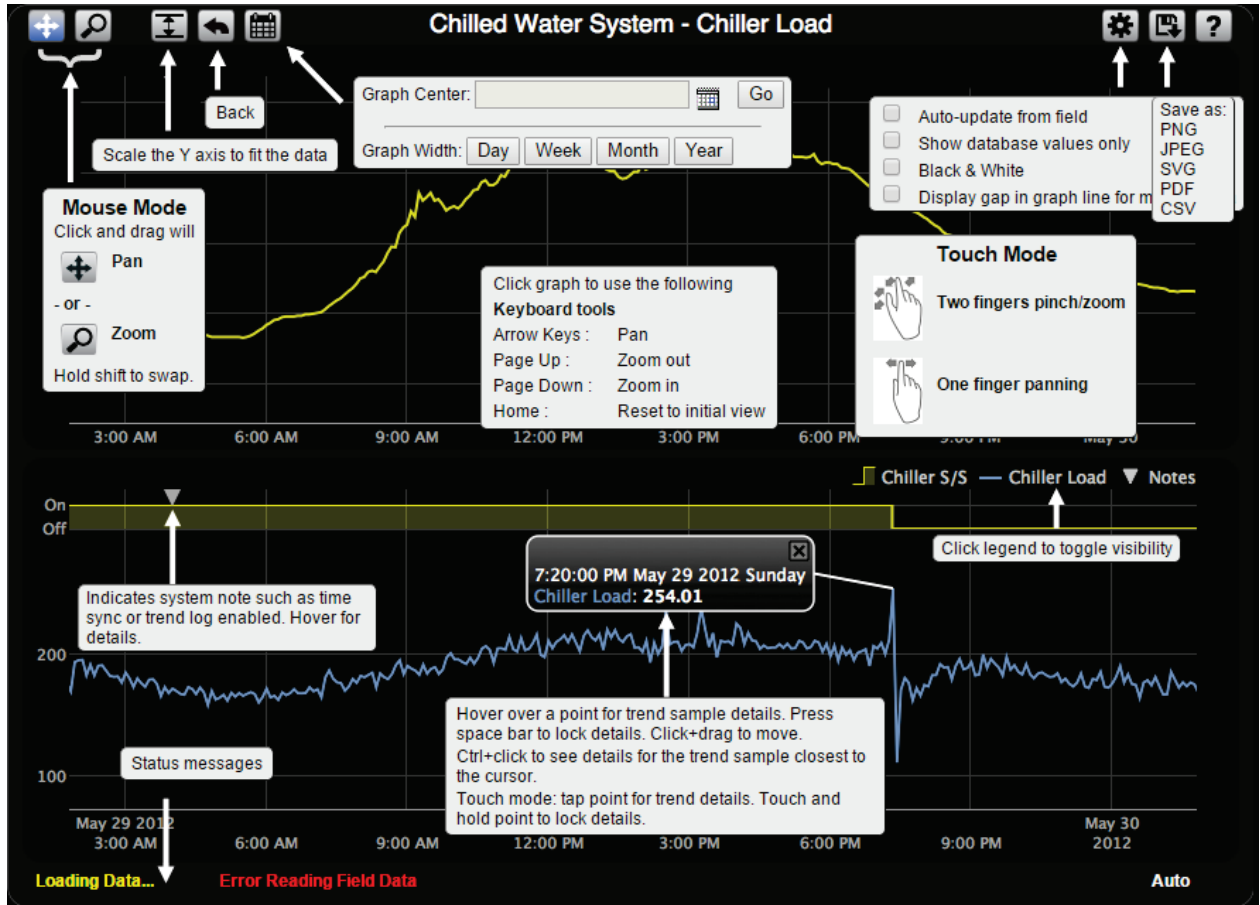 Chilled Water System - Chiller Load
?
Back
Scale the Y axis to fit the data
Graph Center:
Go
Graph Width: Day Week Month Year
Auto-update from field
Show database values only
Black & White
Display gap in graph line for m
Save as:
PNG
JPEG
SVG
PDF
CSV
Mouse Mode
Click and drag will
Pan
- or -
Zoom
Hold shift to swap.
Click graph to use the following
Keyboard tools
Arrow Keys : Pan
Page Up : Zoom out
Page Down : Zoom in
Home : Reset to initial view
Touch Mode
Two fingers pinch/zoom
One finger panning
3:00 AM 6:00 AM 9:00 AM 12:00 PM 3:00 PM 6:00 PM 9:00 PM May 30
Chiller S/S Chiller Load Notes
On
Off
Click legend to toggle visibility
7:20:00 PM May 29 2012 Sunday
Chiller Load: 254.01
Indicates system note such as time
sync or trend log enabled. Hover for
details.
200
Hover over a point for trend sample details. Press
space bar to lock details. Click+drag to move.
Ctrl+click to see details for the trend sample closest to
the cursor.
Touch mode: tap point for trend details. Touch and
hold point to lock details.
Status messages
100
May 29 2012 May 30
3:00 AM 6:00 AM 9:00 AM 12:00 PM 3:00 PM 6:00 PM 9:00 PM 2012
Loading Data... Error Reading Field Data Auto